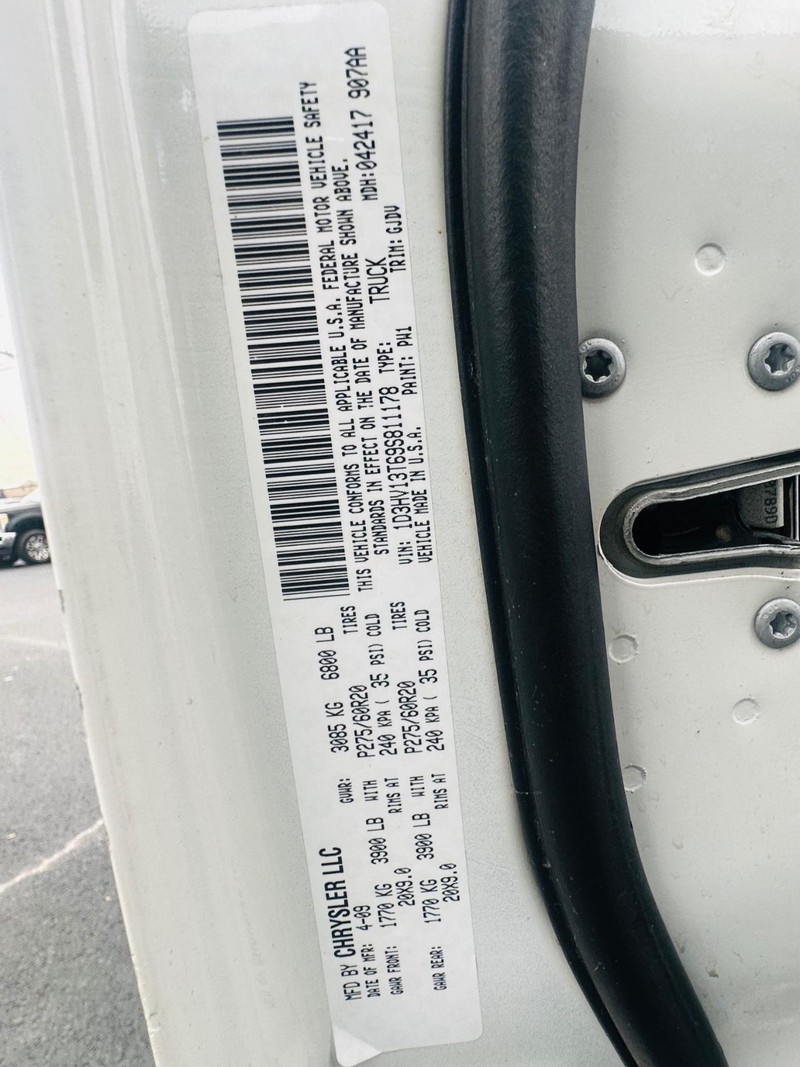 MFD BY CHRYSLER LLC
DATE OF MFR: 4-09 GVWR: 3085 KG 6800 LB
GAWR FRONT: 1770 KG 3900 LB WITH P275/60R20 TIRES
20X9.0 RIMS AT 240 KPA ( 35 PSI) COLD
GAWR REAR: 1770 KG 3900 LB WITH P275/60R20 TIRES
20X9.0 RIMS AT 240 KPA ( 35 PSI) COLD
THIS VEHICLE CONFORMS TO ALL APPLICABLE U.S.A. FEDERAL MOTOR VEHICLE SAFETY
STANDARDS IN EFFECT ON THE DATE OF MANUFACTURE SHOWN ABOVE.
VIN: 1D3HV13T69S811178 TYPE: TRUCK MDH:042417 907AA
VEHICLE MADE IN U.S.A. PAINT: PW1 TRIM: GJDV